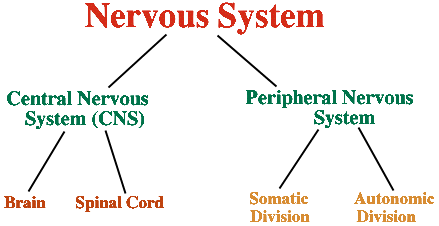 Nervous System
Central Nervous
System (CNS)
Peripheral Nervous
System
Brain
Spinal Cord
Somatic
Division
Autonomic
Division